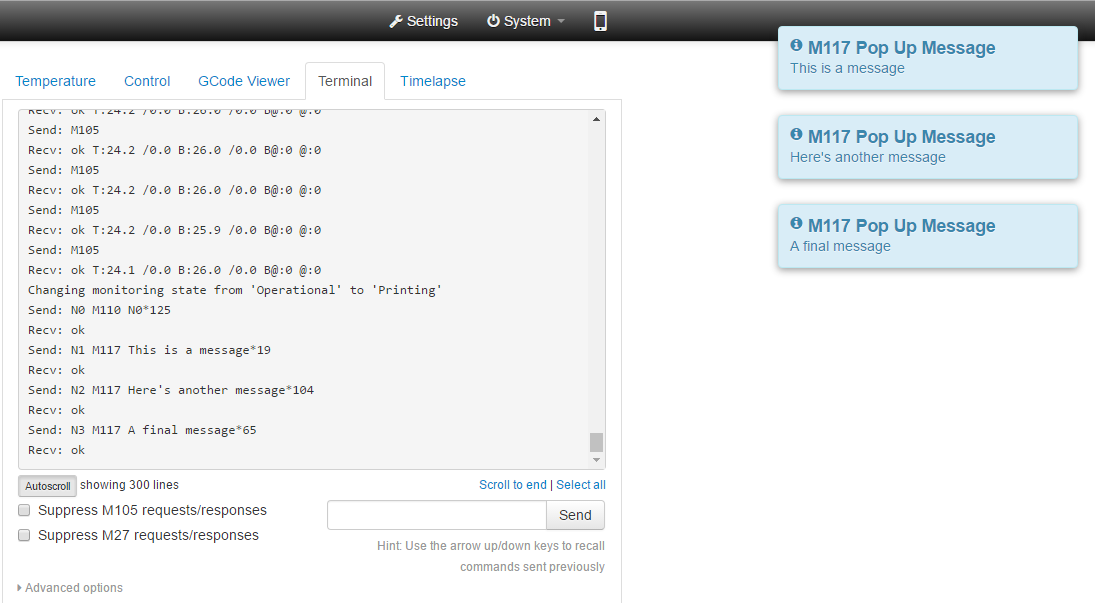 Settings System
Temperature Control GCode Viewer Terminal Timelapse
Recv: ok T:24.2 /0.0 B:26.0 /0.0 B@:0 @:0
Send: M105
Recv: ok T:24.2 /0.0 B:26.0 /0.0 B@:0 @:0
Send: M105
Recv: ok T:24.2 /0.0 B:26.0 /0.0 B@:0 @:0
Send: M105
Recv: ok T:24.2 /0.0 B:25.9 /0.0 B@:0 @:0
Send: M105
Recv: ok T:24.1 /0.0 B:26.0 /0.0 B@:0 @:0
Changing monitoring state from 'Operational' to 'Printing'
Send: N0 M110 N0*125
Recv: ok
Send: N1 M117 This is a message*19
Recv: ok
Send: N2 M117 Here's another message*104
Recv: ok
Send: N3 M117 A final message*65
Recv: ok
Autoscroll showing 300 lines Scroll to end | Select all
Suppress M105 requests/responses
Suppress M27 requests/responses
Send
Hint: Use the arrow up/down keys to recall
commands sent previously
Advanced options
M117 Pop Up Message
This is a message
M117 Pop Up Message
Here's another message
M117 Pop Up Message
A final message